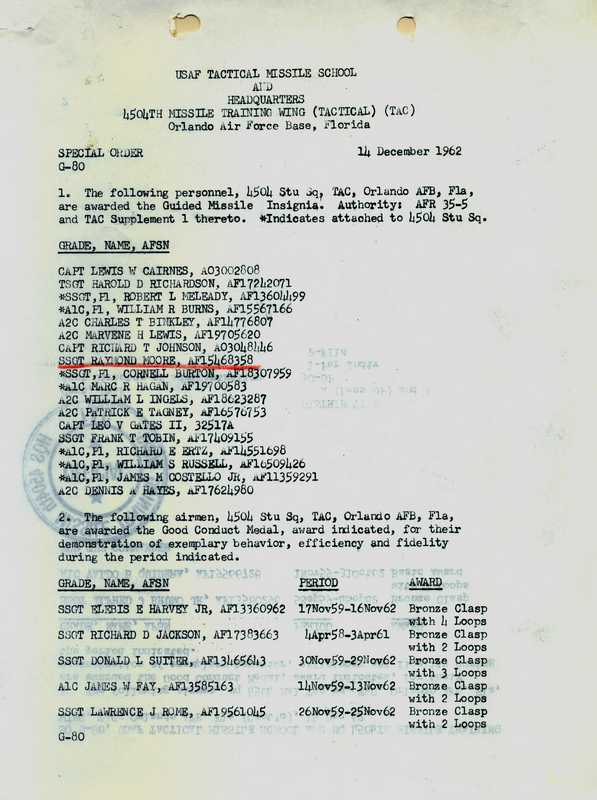 USAF TACTICAL MISSILE SCHOOL
AND
HEADQUARTERS
4504TH MISSILE TRAINING WING (TACTICAL) (TAC)
Orlando Air Force Base, Florida
SPECIAL ORDER 14 December 1962
G-80
1. The following personnel, 4504 Stu Sq, TAC, Orlando AFB, Fla,
are awarded the Guided Missile Insignia. Authority: AFR 35-5
and TAC Supplement 1 thereto. *Indicates attached to 4504 Stu Sq.
GRADE, NAME, AFSN
CAPT LEWIS W CAIRNES, AO3002808
TSGT HAROLD D RICHARDSON, AF17242071
*SSGT,P1, ROBERT L MELEADY, AF13604499
*A1C,P1, WILLIAM R BURNS, AF15567166
A2C CHARLES T BINKLEY, AF14776807
A2C MARVENE H LEWIS, AF19705620
CAPT RICHARD T JOHNSON, AO3048446
SSGT RAYMOND MOORE, AF15468358
*SSGT,P1, CORNELL BURTON, AF18307959
*A1C MARC R HAGAN, AF19700583
A2C WILLIAM L INGELS, AF18623287
A2C PATRICK E TAGNEY, AF16576753
CAPT LEO V GATES II, 32517A
SSGT FRANK T TOBIN, AF17409155
*A1C,P1, RICHARD E ERTZ, AF14551698
*A1C,P1, WILLIAM S RUSSELL, AF16509426
*A1C,P1, JAMES M COSTELLO JR, AF11359291
A2C DENNIS A HAYES, AF17624980
2. The following airmen, 4504 Stu Sq, TAC, Orlando AFB, Fla,
are awarded the Good Conduct Medal, award indicated, for their
demonstration of exemplary behavior, efficiency and fidelity
during the period indicated.
GRADE, NAME, AFSN PERIOD AWARD
SSGT ELEBIS E HARVEY JR, AF13360962 17Nov59-16Nov62 Bronze Clasp
with 4 Loops
SSGT RICHARD D JACKSON, AF17383663 4Apr58-3Apr61 Bronze Clasp
with 2 Loops
SSGT DONALD L SUITER, AF13465643 30Nov59-29Nov62 Bronze Clasp
with 3 Loops
A1C JAMES W FAY, AF13585163 14Nov59-13Nov62 Bronze Clasp
with 2 Loops
SSGT LAWRENCE J ROME, AF19561045 26Nov59-25Nov62 Bronze Clasp
with 2 Loops
G-80